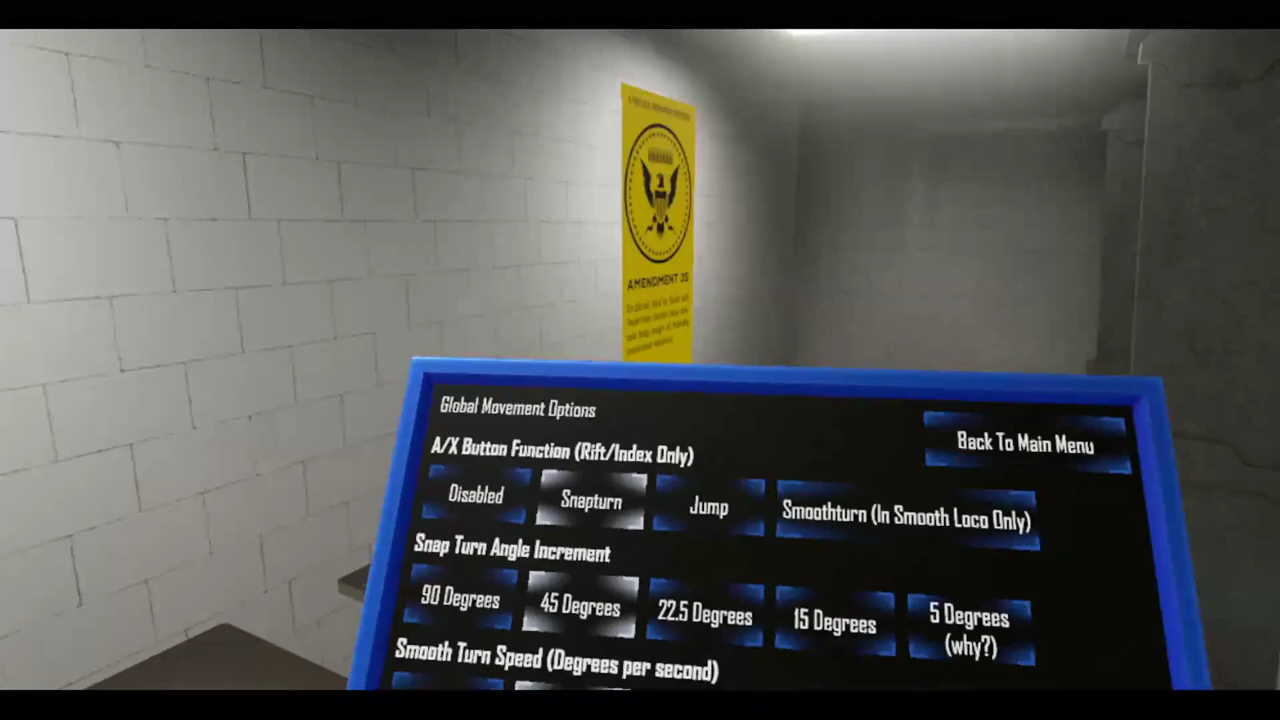 AMENDMENT 35
Global Movement Options
Back To Main Menu
A/X Button Function (Rift/Index Only)
Disabled
Snapturn
Jump
Smoothturn (In Smooth Loco Only)
Snap Turn Angle Increment
90 Degrees
45 Degrees
22.5 Degrees
15 Degrees
5 Degrees
(why?)
Smooth Turn Speed (Degrees per second)